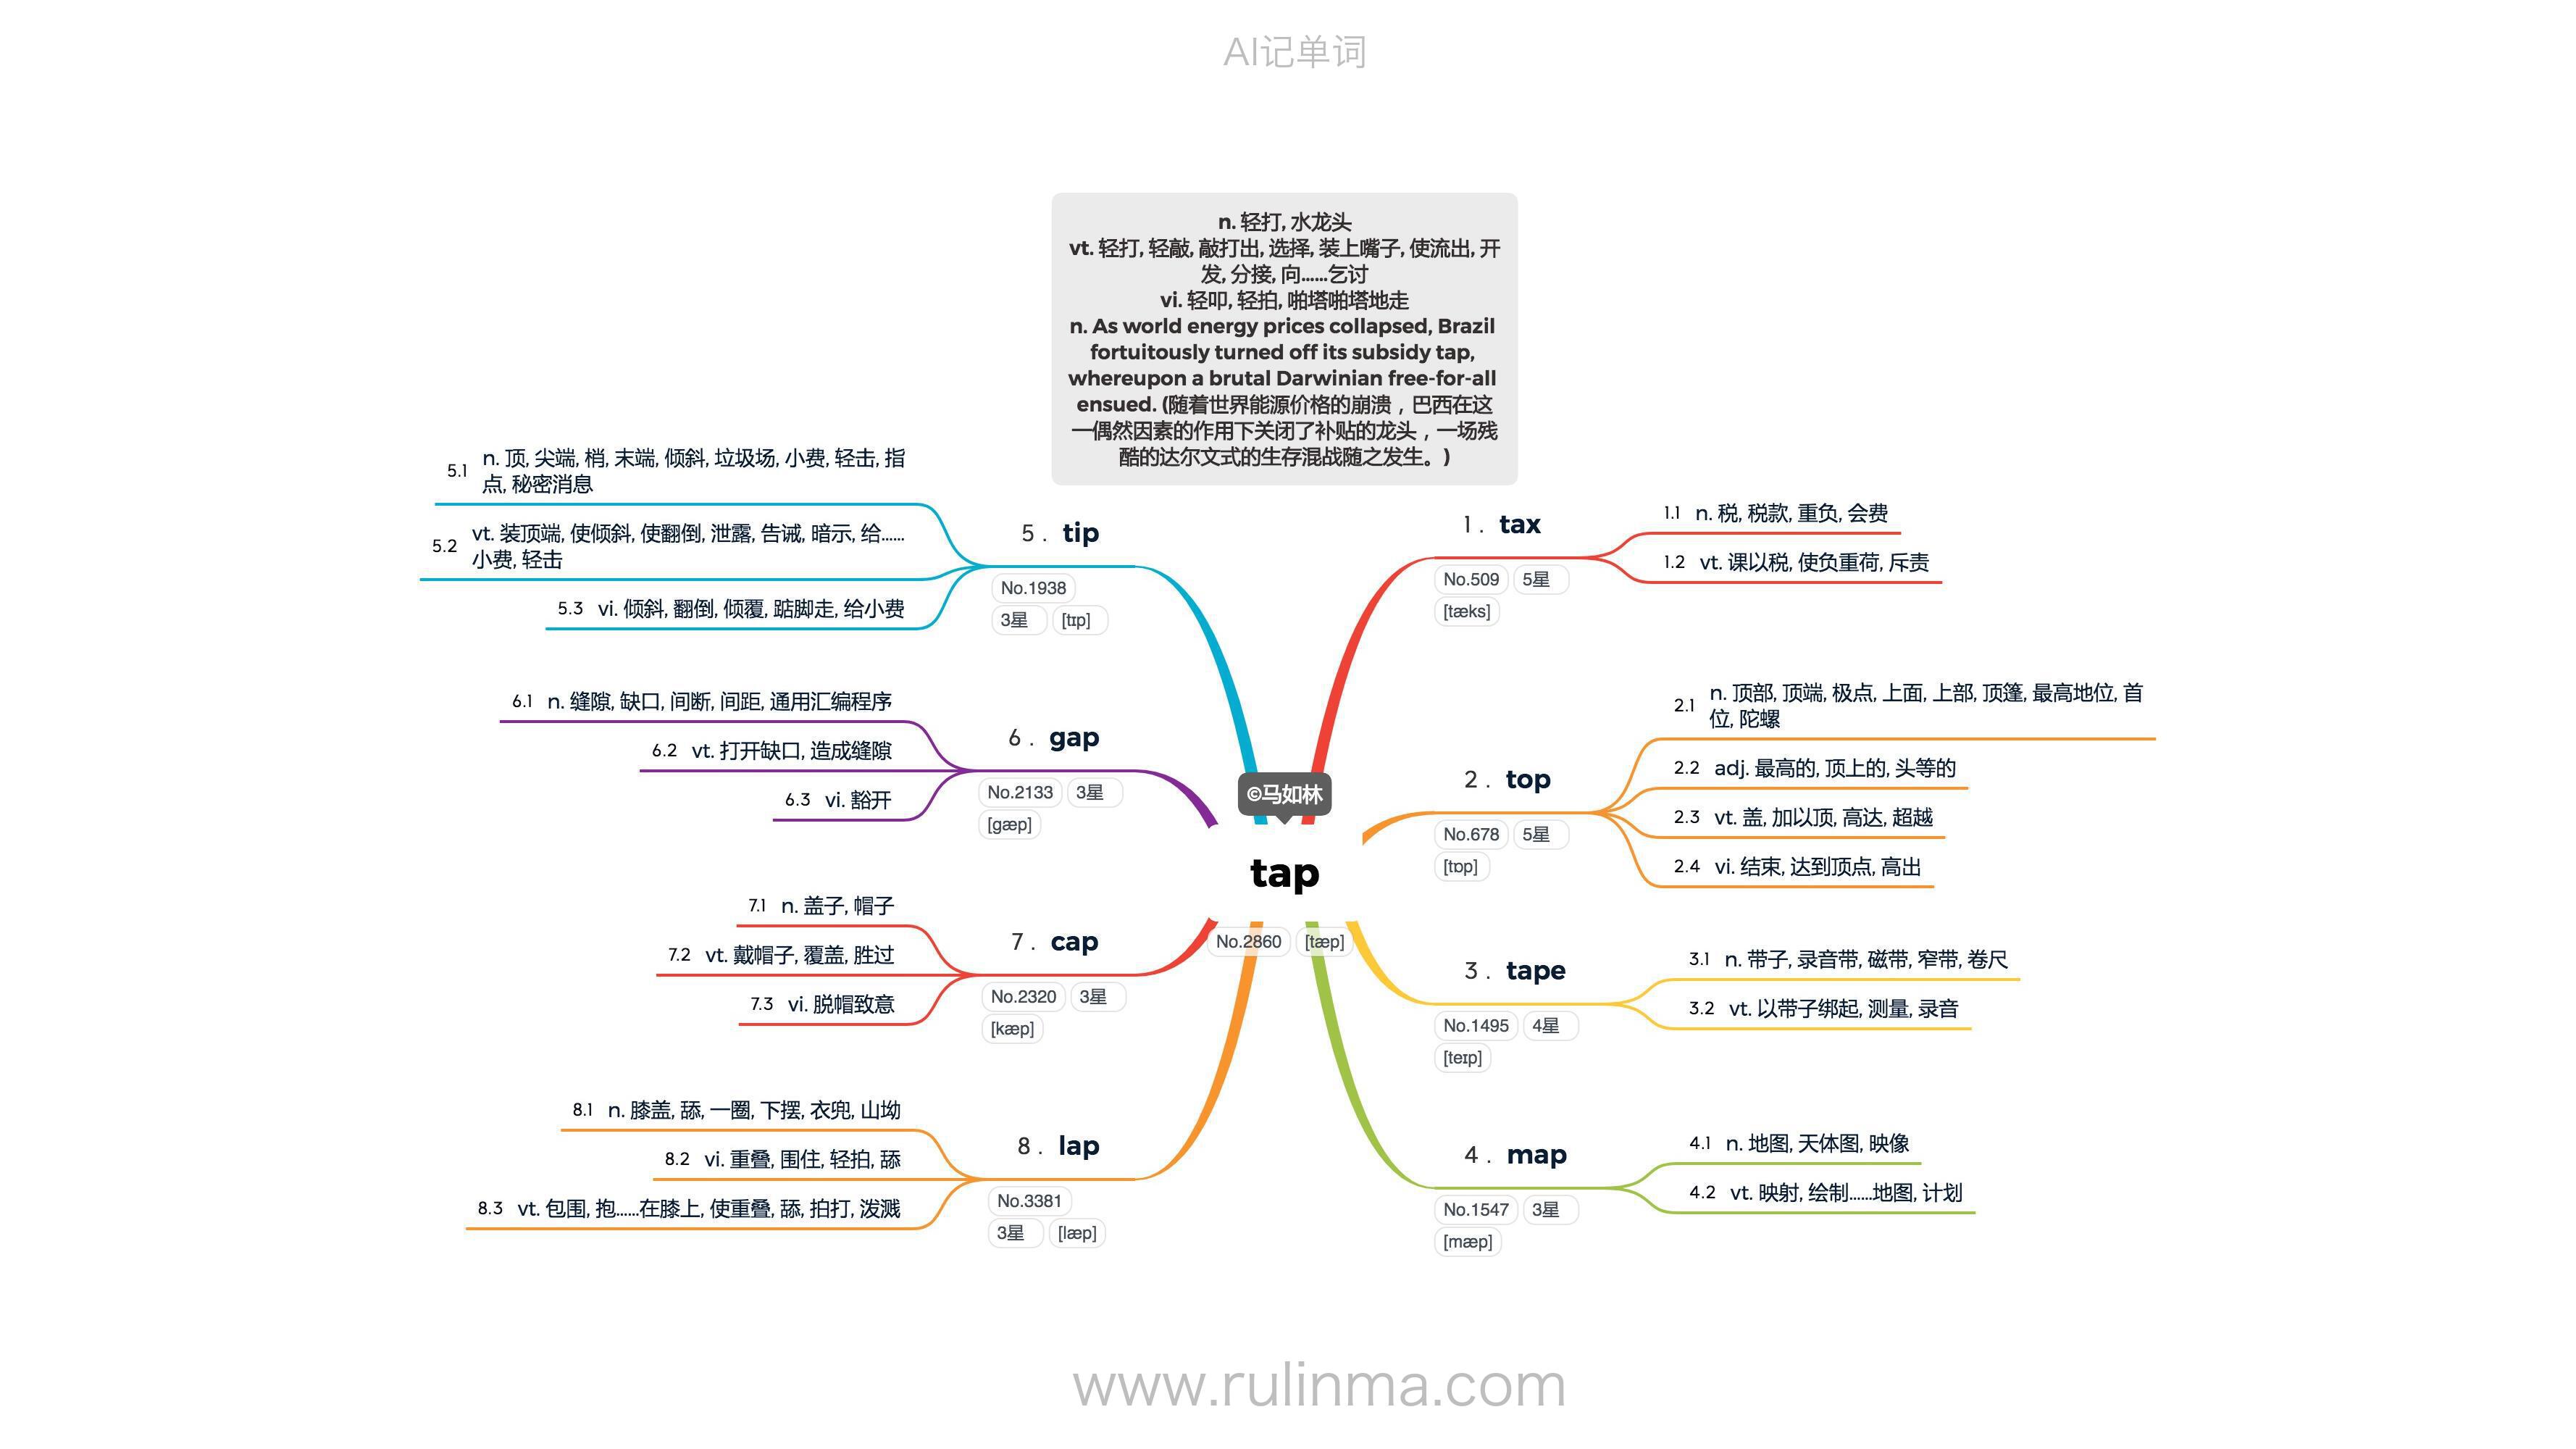 AI记单词
n. 轻打, 水龙头
vt. 轻打, 轻敲, 敲打出, 选择, 装上嘴子, 使流出, 开
发, 分接, 向......乞讨
vi. 轻叩, 轻拍, 啪塔啪塔地走
n. As world energy prices collapsed, Brazil
fortuitously turned off its subsidy tap,
whereupon a brutal Darwinian free-for-all
ensued. (随着世界能源价格的崩溃，巴西在这
一偶然因素的作用下关闭了补贴的龙头，一场残
酷的达尔文式的生存混战随之发生。)
©马如林
tap
No.2860 [tæp]
1. tax
No.509 5星
[tæks]
1.1 n. 税, 税款, 重负, 会费
1.2 vt. 课以税, 使负重荷, 斥责
2. top
No.678 5星
[tɒp]
2.1 n. 顶部, 顶端, 极点, 上面, 上部, 顶篷, 最高地位, 首
位, 陀螺
2.2 adj. 最高的, 顶上的, 头等的
2.3 vt. 盖, 加以顶, 高达, 超越
2.4 vi. 结束, 达到顶点, 高出
3. tape
No.1495 4星
[teɪp]
3.1 n. 带子, 录音带, 磁带, 窄带, 卷尺
3.2 vt. 以带子绑起, 测量, 录音
4. map
No.1547 3星
[mæp]
4.1 n. 地图, 天体图, 映像
4.2 vt. 映射, 绘制......地图, 计划
5. tip
No.1938
3星 [tɪp]
5.1 n. 顶, 尖端, 梢, 末端, 倾斜, 垃圾场, 小费, 轻击, 指
点, 秘密消息
5.2 vt. 装顶端, 使倾斜, 使翻倒, 泄露, 告诫, 暗示, 给......
小费, 轻击
5.3 vi. 倾斜, 翻倒, 倾覆, 踮脚走, 给小费
6. gap
No.2133 3星
[gæp]
6.1 n. 缝隙, 缺口, 间断, 间距, 通用汇编程序
6.2 vt. 打开缺口, 造成缝隙
6.3 vi. 豁开
7. cap
No.2320 3星
[kæp]
7.1 n. 盖子, 帽子
7.2 vt. 戴帽子, 覆盖, 胜过
7.3 vi. 脱帽致意
8. lap
No.3381
3星 [læp]
8.1 n. 膝盖, 舔, 一圈, 下摆, 衣兜, 山坳
8.2 vi. 重叠, 围住, 轻拍, 舔
8.3 vt. 包围, 抱......在膝上, 使重叠, 舔, 拍打, 泼溅
www.rulinma.com